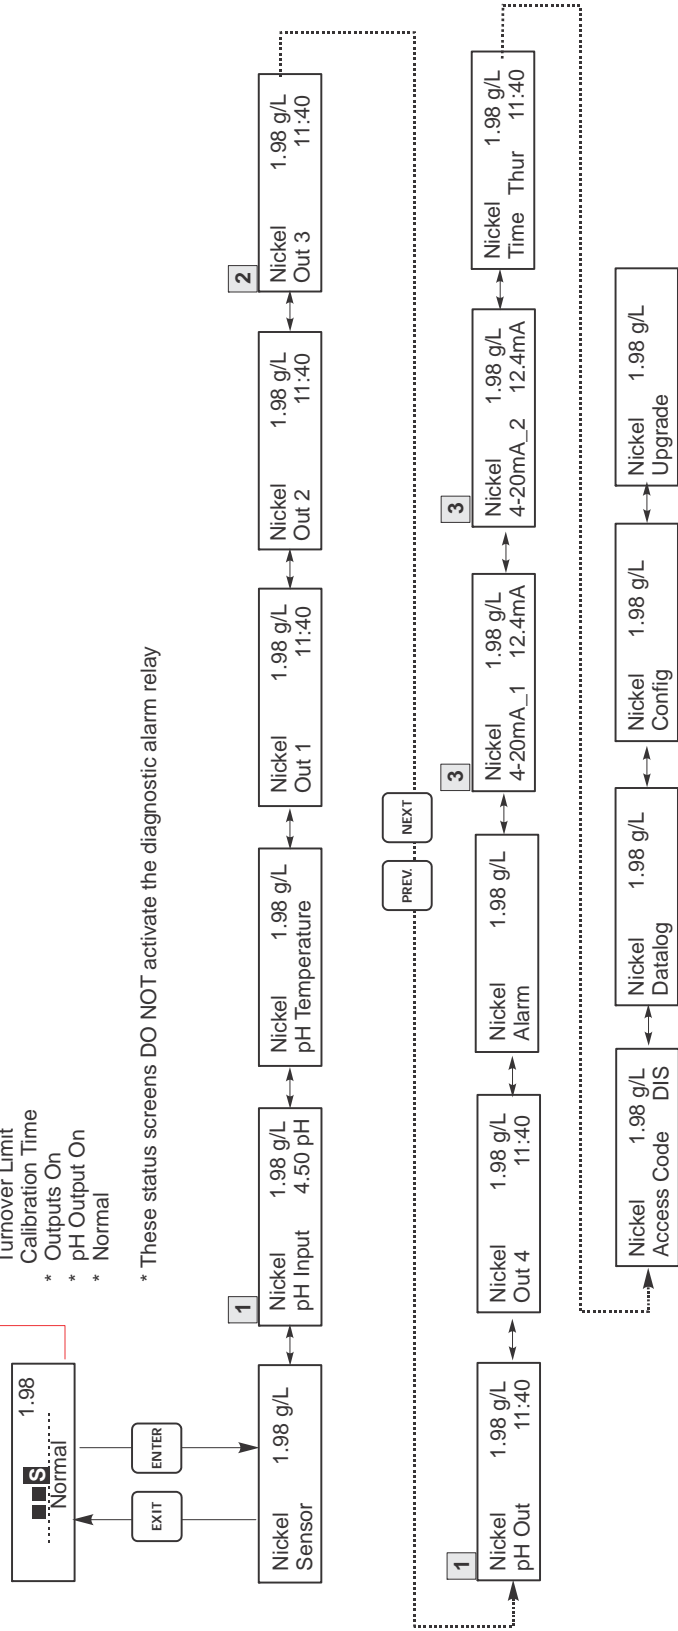 Turnover Limit
Calibration Time
* Outputs On
* pH Output On
* Normal
* These status screens DO NOT activate the diagnostic alarm relay
1.98
S
Normal
EXIT
ENTER
Nickel 1.98 g/L
Sensor
1
Nickel 1.98 g/L
pH Input 4.50 pH
Nickel 1.98 g/L
pH Temperature
Nickel 1.98 g/L
Out 1 11:40
Nickel 1.98 g/L
Out 2 11:40
2
Nickel 1.98 g/L
Out 3 11:40
PREV.
NEXT
1
Nickel 1.98 g/L
pH Out 11:40
Nickel 1.98 g/L
Out 4 11:40
Nickel 1.98 g/L
Alarm
3
Nickel 1.98 g/L
4-20mA_1 12.4mA
3
Nickel 1.98 g/L
4-20mA_2 12.4mA
Nickel 1.98 g/L
Time Thur 11:40
Nickel 1.98 g/L
Access Code DIS
Nickel 1.98 g/L
Datalog
Nickel 1.98 g/L
Config
Nickel 1.98 g/L
Upgrade